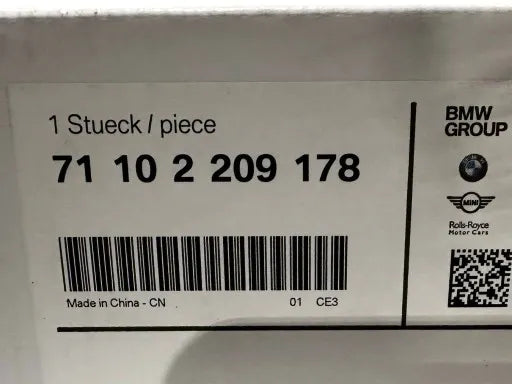 1 Stueck / piece
71 10 2 209 178
Made in China - CN 01 CE3
BMW
GROUP
MINI
Rolls-Royce
Motor Cars